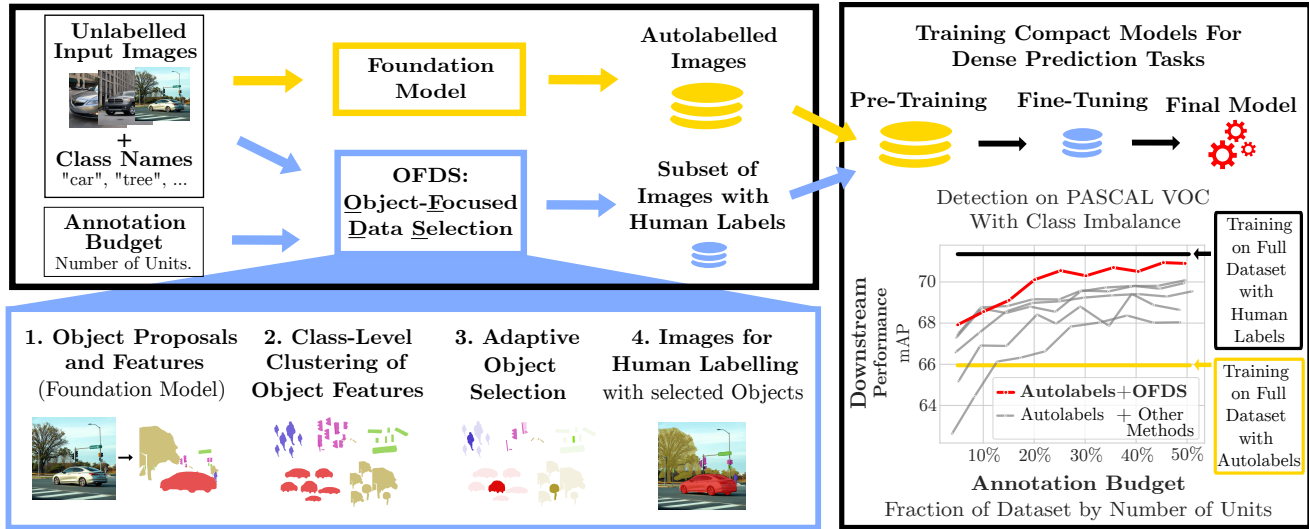 Unlabelled
Input Images
+
Class Names
"car", "tree", ...
Annotation
Budget
Number of Units.
Foundation
Model
OFDS:
Object-Focused
Data Selection
Autolabelled
Images
Subset of
Images with
Human Labels
1. Object Proposals
and Features
(Foundation Model)
2. Class-Level
Clustering of
Object Features
3. Adaptive
Object
Selection
4. Images for
Human Labelling
with selected Objects
Training Compact Models For
Dense Prediction Tasks
Pre-Training
Fine-Tuning
Final Model
Detection on PASCAL VOC
With Class Imbalance
Downstream
Performance
mAP
70
68
66
64
Autolabels+OFDS
Autolabels + Other
Methods
10% 20% 30% 40% 50%
Annotation Budget
Fraction of Dataset by Number of Units
Training
on Full
Dataset
with
Human
Labels
Training
on Full
Dataset
with
Autolabels